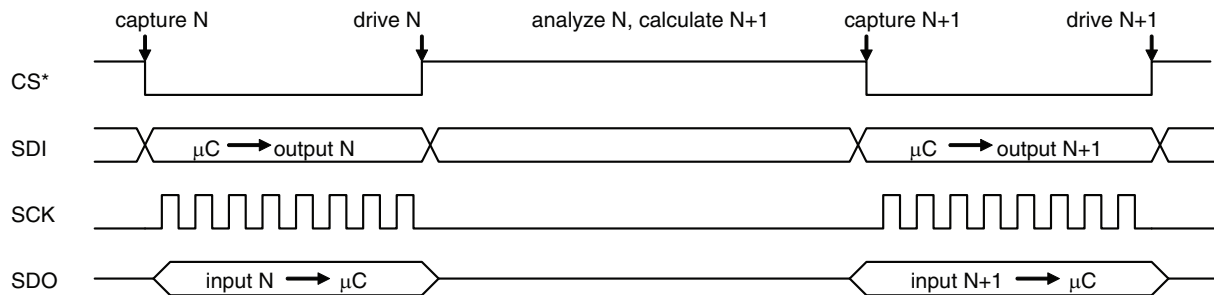 capture N drive N analyze N, calculate N+1 capture N+1 drive N+1
CS*
SDI μC output N μC output N+1
SCK
SDO input N μC input N+1 μC